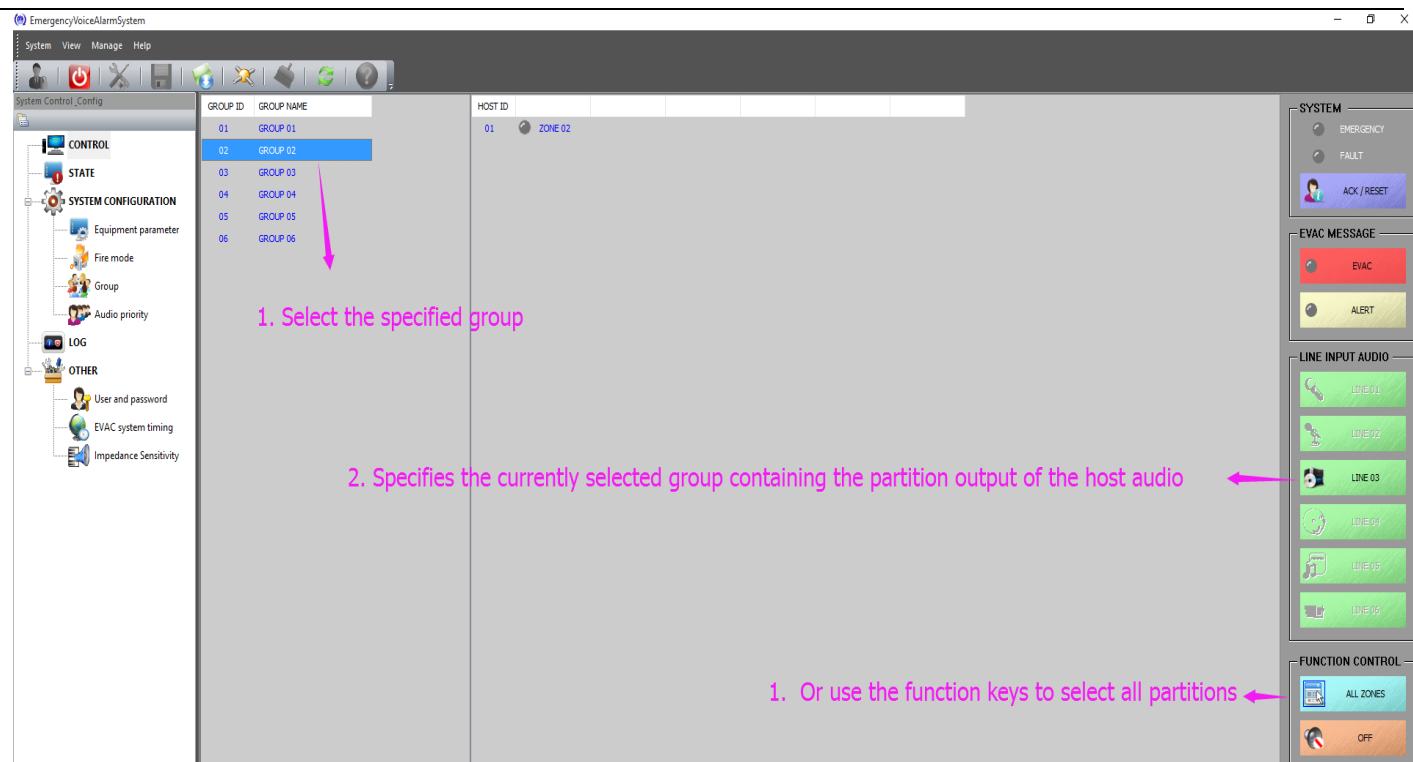 EmergencyVoiceAlarmSystem
System View Manage Help
System Control_Config
CONTROL
STATE
SYSTEM CONFIGURATION
Equipment parameter
Fire mode
Group
Audio priority
LOG
OTHER
User and password
EVAC system timing
Impedance Sensitivity
GROUP ID GROUP NAME
01 GROUP 01
02 GROUP 02
03 GROUP 03
04 GROUP 04
05 GROUP 05
06 GROUP 06
HOST ID
01 ZONE 02
1. Select the specified group
2. Specifies the currently selected group containing the partition output of the host audio
1. Or use the function keys to select all partitions
SYSTEM
EMERGENCY
FAULT
ACK / RESET
EVAC MESSAGE
EVAC
ALERT
LINE INPUT AUDIO
LINE 01
LINE 02
LINE 03
LINE 04
LINE 05
LINE 06
FUNCTION CONTROL
ALL ZONES
OFF